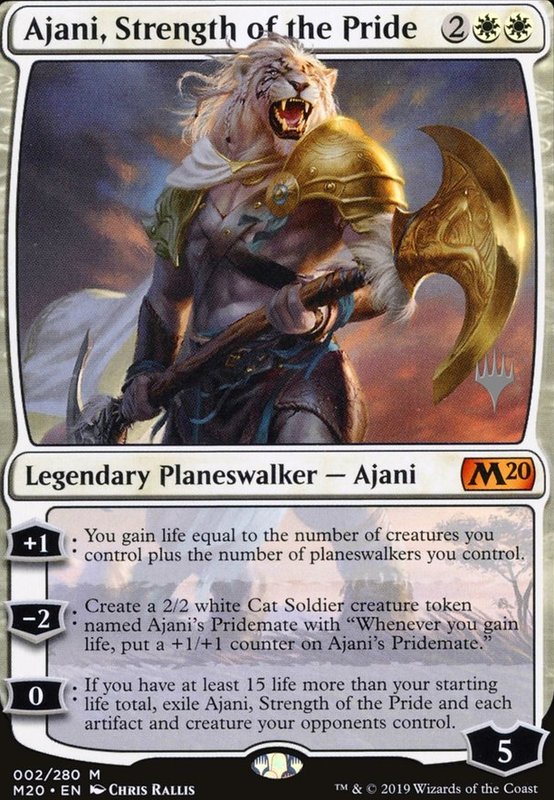 Ajani, Strength of the Pride 2
Legendary Planeswalker — Ajani M20
+1 : You gain life equal to the number of creatures you
control plus the number of planeswalkers you control.
−2 : Create a 2/2 white Cat Soldier creature token
named Ajani's Pridemate with “Whenever you gain
life, put a +1/+1 counter on Ajani's Pridemate.”
0 : If you have at least 15 life more than your starting
life total, exile Ajani, Strength of the Pride and each
artifact and creature your opponents control.
5
002/280 M
M20 • EN Chris Rallis
™ & © 2019 Wizards of the Coast